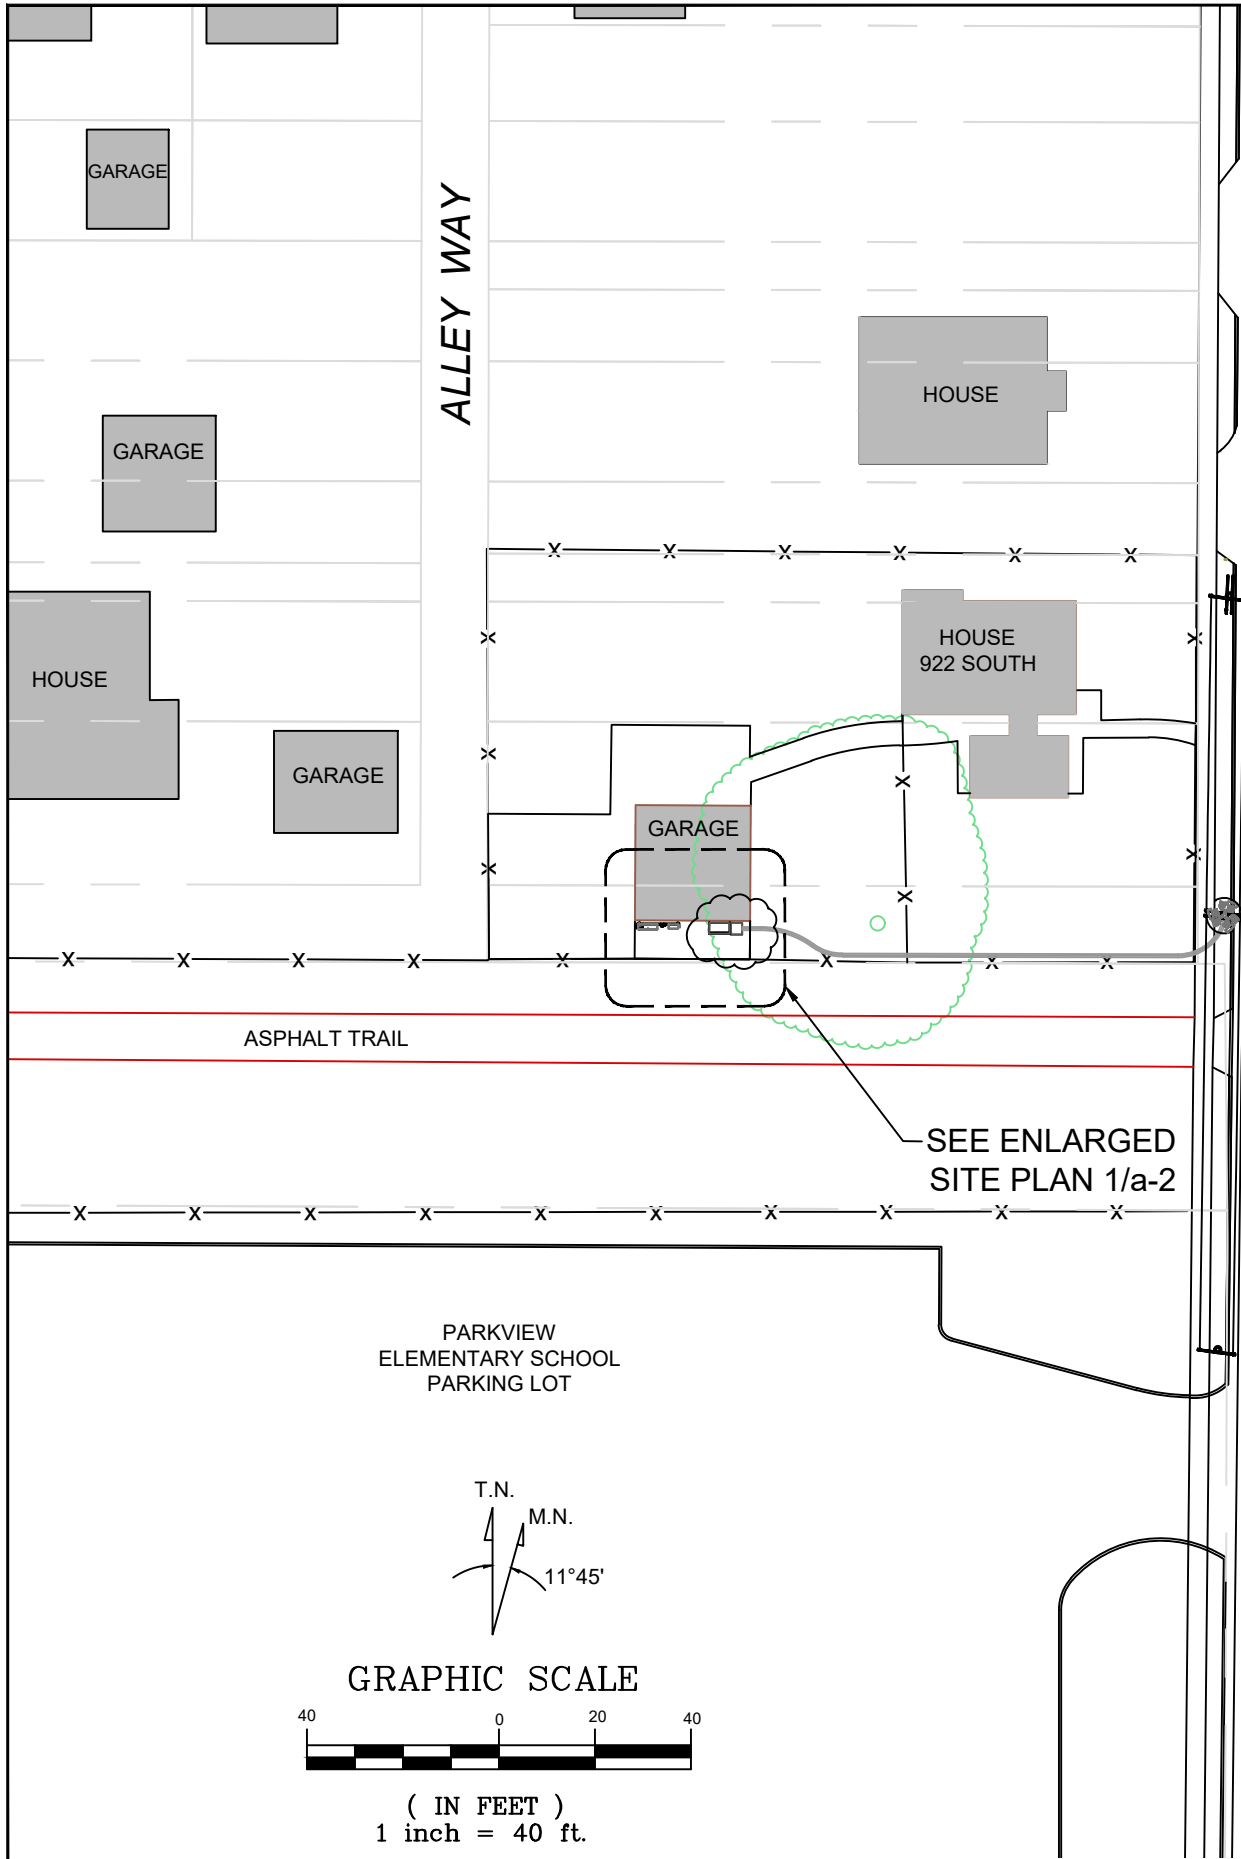 GARAGE
ALLEY WAY
HOUSE
GARAGE
X X X X X X
HOUSE
922 SOUTH
X
X
HOUSE
X
X
GARAGE
GARAGE
X
X
X
X X X X X X X X
ASPHALT TRAIL
SEE ENLARGED
SITE PLAN 1/a-2
X X X X X X X X X X
PARKVIEW
ELEMENTARY SCHOOL
PARKING LOT
T.N.
M.N.
11°45'
GRAPHIC SCALE
40 0 20 40
( IN FEET )
1 inch = 40 ft.